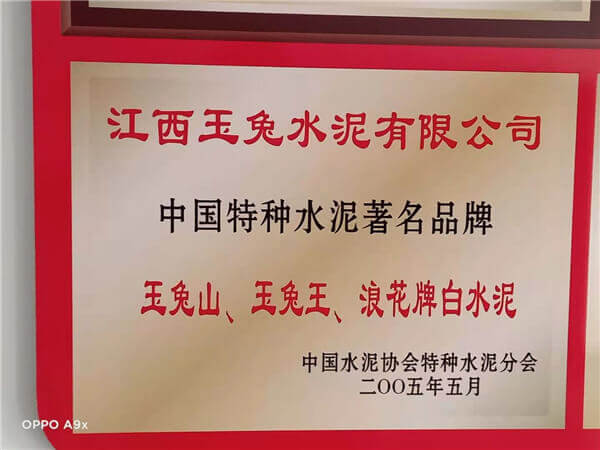 江西玉兔水泥有限公司
中国特种水泥著名品牌
玉兔山、玉兔王、浪花牌白水泥
中国水泥协会特种水泥分会
二〇〇五年五月
OPPO A9x